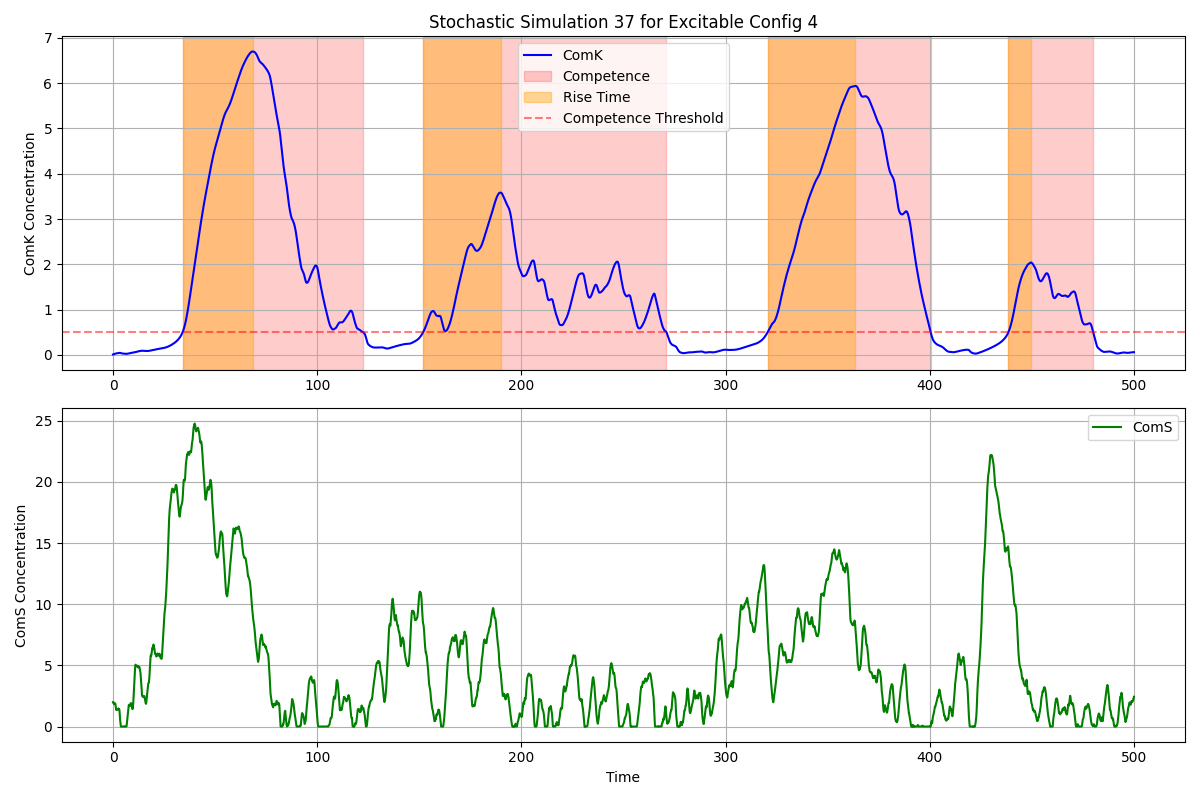 Stochastic Simulation 37 for Excitable Config 4
ComK Concentration
7
6
5
4
3
2
1
0
ComK
Competence
Rise Time
Competence Threshold
0 100 200 300 400 500
ComS Concentration
25
20
15
10
5
0
ComS
0 100 200 300 400 500
Time